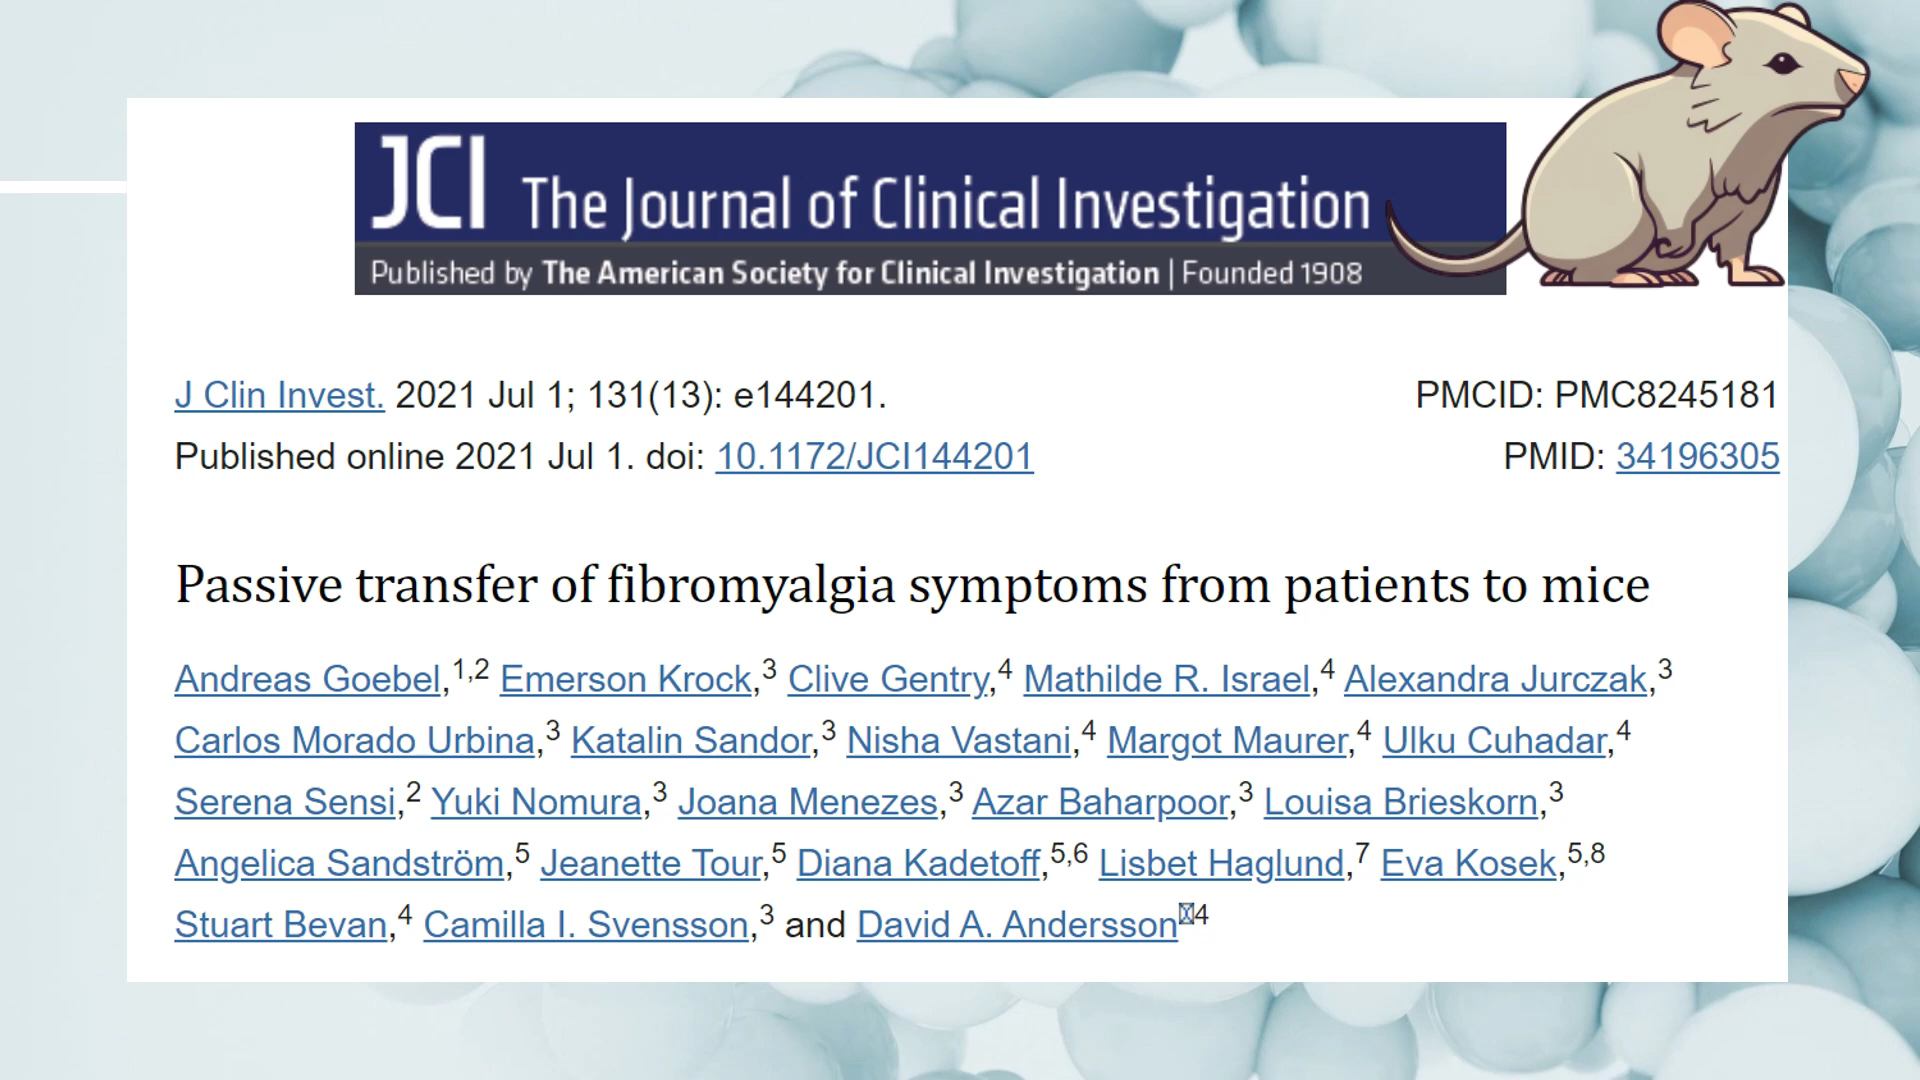 JCI The Journal of Clinical Investigation
Published by The American Society for Clinical Investigation | Founded 1908
J Clin Invest. 2021 Jul 1; 131(13): e144201.
PMCID: PMC8245181
Published online 2021 Jul 1. doi: 10.1172/JCI144201
PMID: 34196305
Passive transfer of fibromyalgia symptoms from patients to mice
Andreas Goebel,1,2 Emerson Krock,3 Clive Gentry,4 Mathilde R. Israel,4 Alexandra Jurczak,3
Carlos Morado Urbina,3 Katalin Sandor,3 Nisha Vastani,4 Margot Maurer,4 Ulku Cuhadar,4
Serena Sensi,2 Yuki Nomura,3 Joana Menezes,3 Azar Baharpoor,3 Louisa Brieskorn,3
Angelica Sandström,5 Jeanette Tour,5 Diana Kadetoff,5,6 Lisbet Haglund,7 Eva Kosek,5,8
Stuart Bevan,4 Camilla I. Svensson,3 and David A. Andersson4